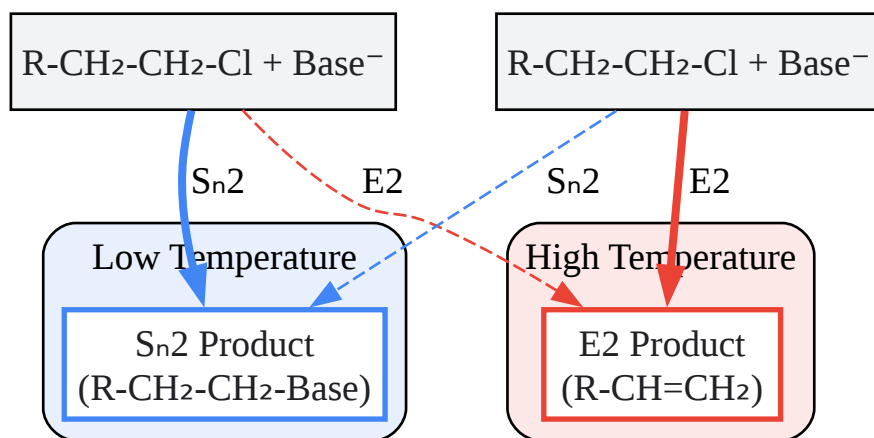 R-CH₂-CH₂-Cl + Base⁻
R-CH₂-CH₂-Cl + Base⁻
Sₙ2
E2
Sₙ2
E2
Low Temperature
High Temperature
Sₙ2 Product
(R-CH₂-CH₂-Base)
E2 Product
(R-CH=CH₂)